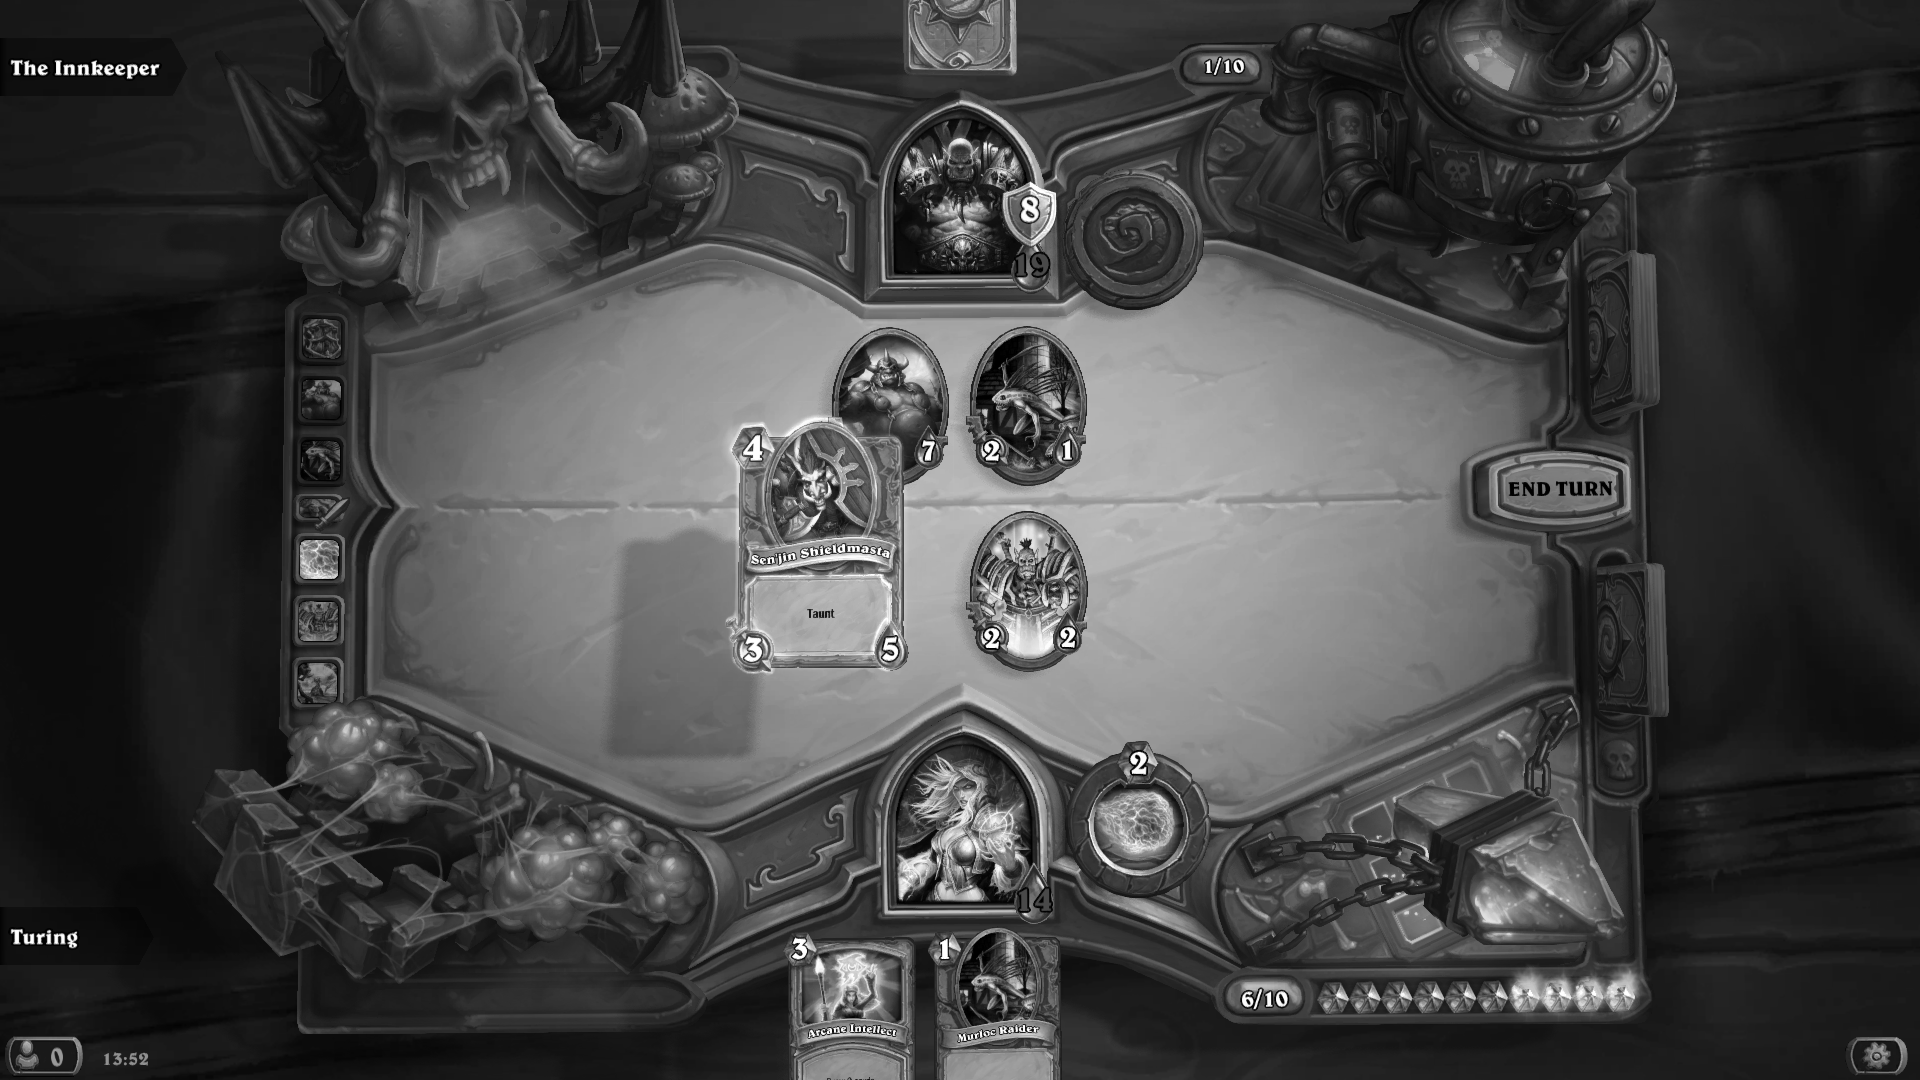 The Innkeeper
1/10
8
19
7
2
1
4
Sen'jin Shieldmasta
Taunt
3
5
END TURN
2
2
2
14
Turing
3
1
Arcane Intellect
Murloc Raider
6/10
0
13:52